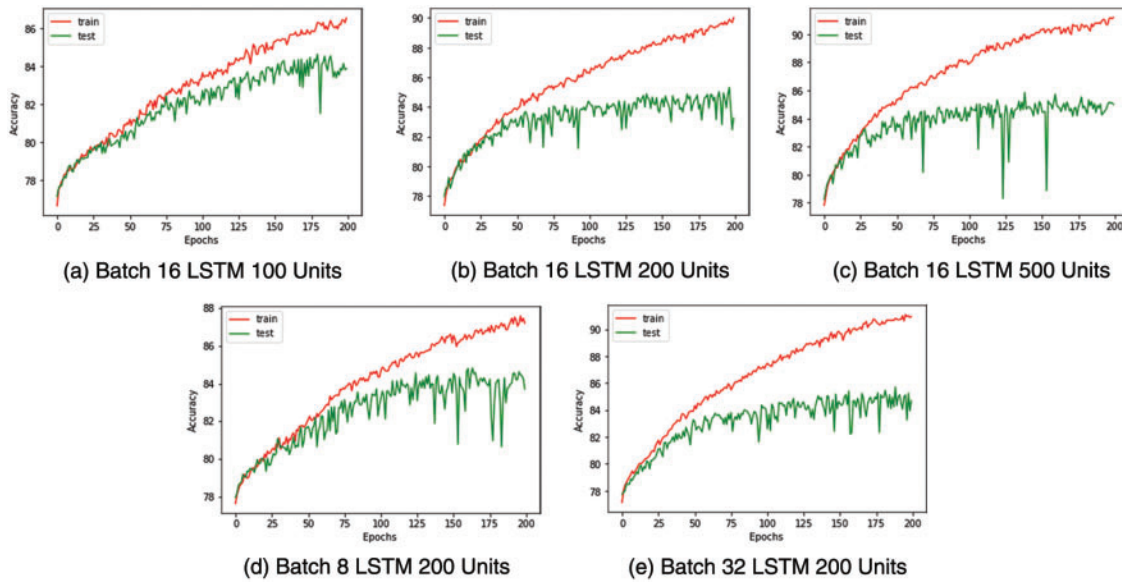 train
test
Accuracy
86
84
82
80
78
0 25 50 75 100 125 150 175 200
Epochs
(a) Batch 16 LSTM 100 Units
train
test
Accuracy
90
88
86
84
82
80
78
0 25 50 75 100 125 150 175 200
Epochs
(b) Batch 16 LSTM 200 Units
train
test
Accuracy
90
88
86
84
82
80
78
0 25 50 75 100 125 150 175 200
Epochs
(c) Batch 16 LSTM 500 Units
train
test
Accuracy
88
86
84
82
80
78
0 25 50 75 100 125 150 175 200
Epochs
(d) Batch 8 LSTM 200 Units
train
test
Accuracy
90
88
86
84
82
80
78
0 25 50 75 100 125 150 175 200
Epochs
(e) Batch 32 LSTM 200 Units